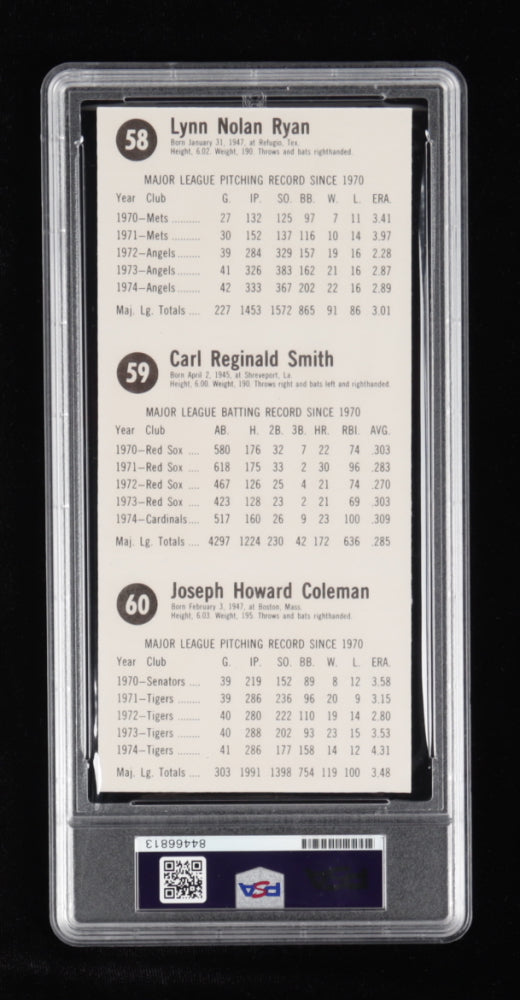 58 Lynn Nolan Ryan
Born January 31, 1947, at Refugio, Tex.
Height, 6.02. Weight, 190. Throws and bats righthanded.
MAJOR LEAGUE PITCHING RECORD SINCE 1970
Year Club G. IP. SO. BB. W. L. ERA.
1970—Mets .......... 27 132 125 97 7 11 3.41
1971—Mets .......... 30 152 137 116 10 14 3.97
1972—Angels ........ 39 284 329 157 19 16 2.28
1973—Angels ........ 41 326 383 162 21 16 2.87
1974—Angels ........ 42 333 367 202 22 16 2.89
Maj. Lg. Totals .... 227 1453 1572 865 91 86 3.01
59 Carl Reginald Smith
Born April 2, 1945, at Shreveport, La.
Height, 6.00. Weight, 190. Throws right and bats left and righthanded.
MAJOR LEAGUE BATTING RECORD SINCE 1970
Year Club AB. H. 2B. 3B. HR. RBI. AVG.
1970—Red Sox .... 580 176 32 7 22 74 .303
1971—Red Sox .... 618 175 33 2 30 96 .283
1972—Red Sox .... 467 126 25 4 21 74 .270
1973—Red Sox .... 423 128 23 2 21 69 .303
1974—Cardinals.... 517 160 26 9 23 100 .309
Maj. Lg. Totals .... 4297 1224 230 42 172 636 .285
60 Joseph Howard Coleman
Born February 3, 1947, at Boston, Mass.
Height, 6.03. Weight, 195. Throws and bats righthanded.
MAJOR LEAGUE PITCHING RECORD SINCE 1970
Year Club G. IP. SO. BB. W. L. ERA.
1970—Senators .... 39 219 152 89 8 12 3.58
1971—Tigers ........ 39 286 236 96 20 9 3.15
1972—Tigers ........ 40 280 222 110 19 14 2.80
1973—Tigers ........ 40 288 202 93 23 15 3.53
1974—Tigers ........ 41 286 177 158 14 12 4.31
Maj. Lg. Totals .... 303 1991 1398 754 119 100 3.48
84466813
PSA
PSA